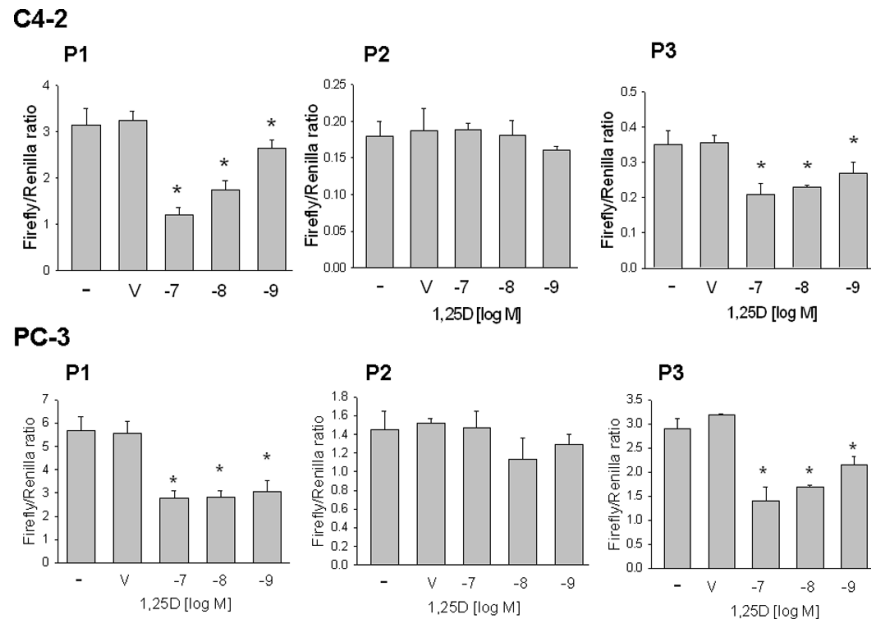 C4-2
P1
P2
P3
Firefly/Renilla ratio
4
3
2
1
0
*
*
*
- V -7 -8 -9
Firefly/Renilla ratio
0.25
0.20
0.15
0.10
0.05
0.00
- V -7 -8 -9
1,25D [log M]
Firefly/Renilla ratio
0.5
0.4
0.3
0.2
0.1
0.0
*
*
*
- V -7 -8 -9
1,25D [log M]
PC-3
P1
P2
P3
Firefly/Renilla ratio
7
6
5
4
3
2
1
0
*
*
*
- V -7 -8 -9
1,25D [log M]
Firefly/Renilla ratio
1.8
1.6
1.4
1.2
1.0
0.8
0.6
0.4
0.2
0.0
- V -7 -8 -9
1,25D [log M]
Firefly/Renilla ratio
3.5
3.0
2.5
2.0
1.5
1.0
0.5
0.0
*
*
*
- V -7 -8 -9
1,25D [log M]